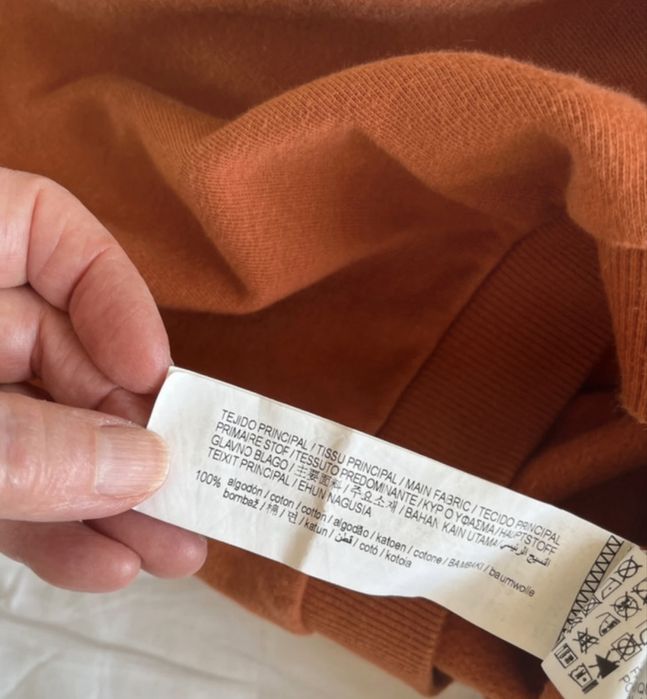 TEJIDO PRINCIPAL / TISSU PRINCIPAL / MAIN FABRIC / TECIDO PRINCIPAL
PRIMAIRE STOF / TESSUTO PREDOMINANTE / ΚΥΡ Ο ΥΦΑΣΜΑ / HAUPTSTOFF
GLAVNO BLAGO / 主要面料 / 주요소재 / BAHAN KAIN UTAMA / النسيج الرئيسي
TEIXIT PRINCIPAL / EHUN NAGUSIA
100% algodón / coton / cotton / algodão / katoen / cotone / ΒΑΜΒΑΚΙ / baumwolle
bombaž / 棉 / 면 / katun / قطن / cotó / kotoia